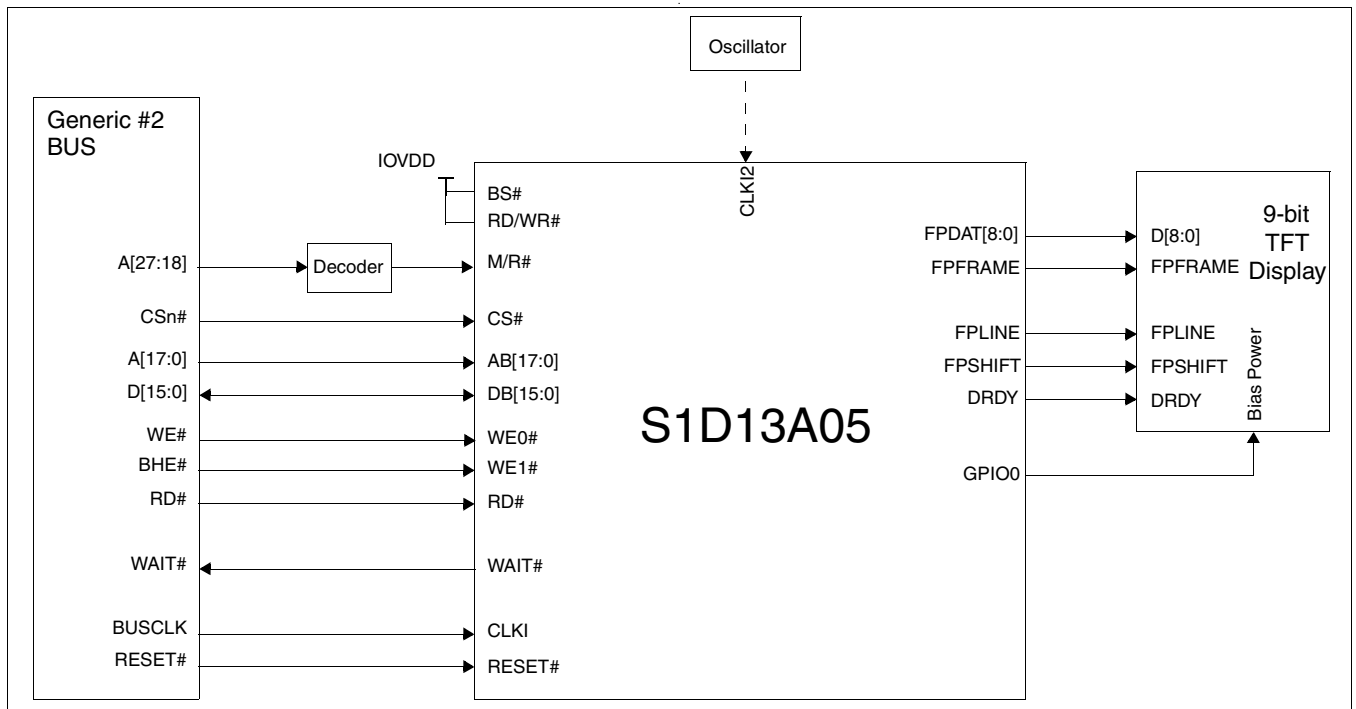 Oscillator
Generic #2
BUS
IOVDD
BS#
RD/WR#
CLKI2
A[27:18]
Decoder
M/R#
CSn#
CS#
A[17:0]
AB[17:0]
D[15:0]
DB[15:0]
WE#
WE0#
BHE#
WE1#
RD#
RD#
WAIT#
WAIT#
BUSCLK
CLKI
RESET#
RESET#
S1D13A05
FPDAT[8:0]
FPFRAME
FPLINE
FPSHIFT
DRDY
GPIO0
D[8:0]
FPFRAME
FPLINE
FPSHIFT
DRDY
9-bit
TFT
Display
Bias Power